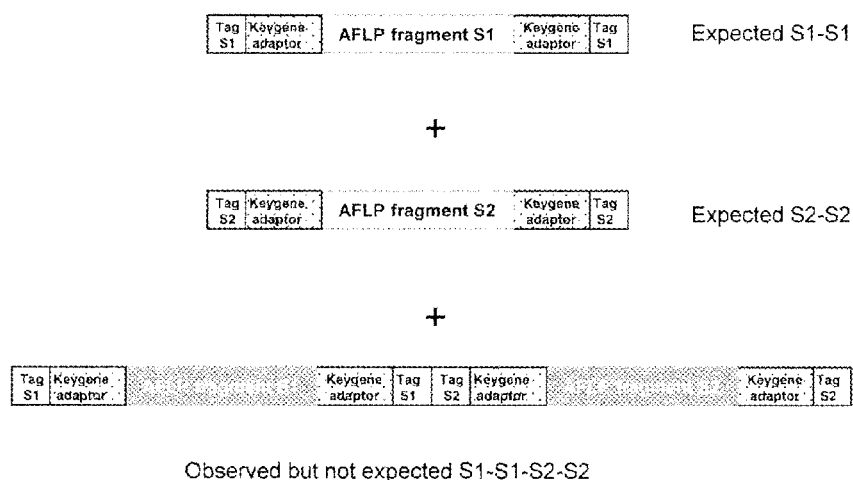 Tag Keygene AFLP fragment S1 Keygene Tag Expected S1-S1
S1 adaptor adaptor S1
+
Tag Keygene AFLP fragment S2 Keygene Tag Expected S2-S2
S2 adaptor adaptor S2
+
Tag Keygene Keygene Tag Tag Keygene Keygene Tag
S1 adaptor adaptor S1 S2 adaptor adaptor S2
Observed but not expected S1-S1-S2-S2